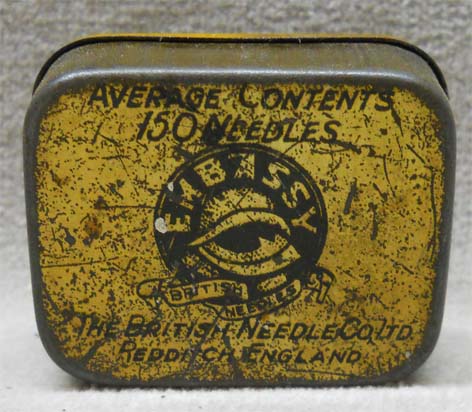 AVERAGE CONTENTS
150 NEEDLES
EMBASSY
BRITISH
NEEDLES
THE BRITISH NEEDLE CO., LTD
REDDITCH ENGLAND